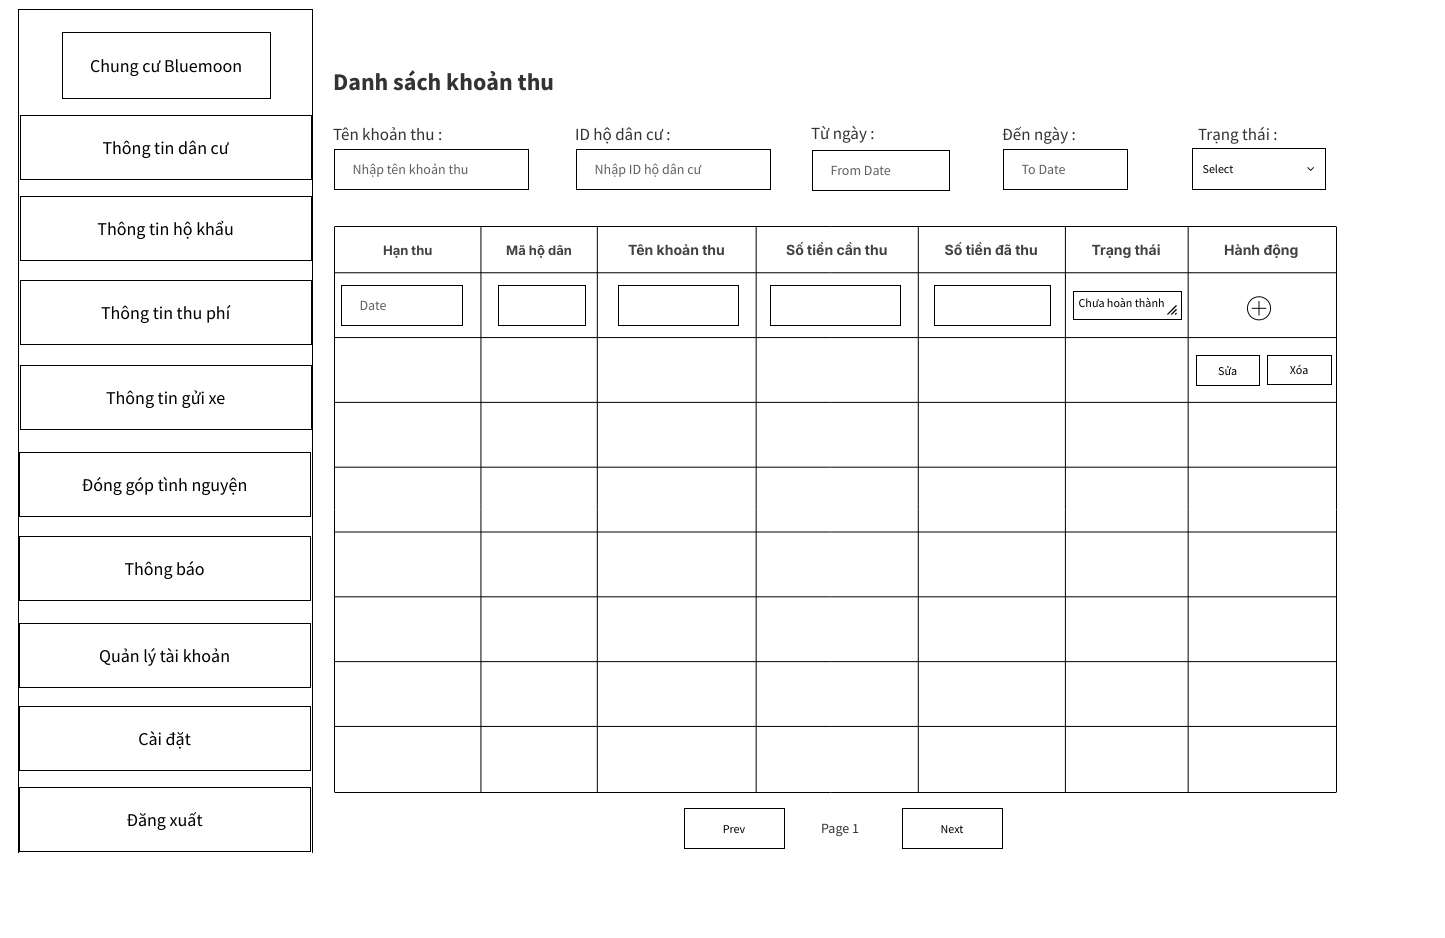 Chung cư Bluemoon
Thông tin dân cư
Thông tin hộ khẩu
Thông tin thu phí
Thông tin gửi xe
Đóng góp tình nguyện
Thông báo
Quản lý tài khoản
Cài đặt
Đăng xuất
Danh sách khoản thu
Tên khoản thu :
Nhập tên khoản thu
ID hộ dân cư :
Nhập ID hộ dân cư
Từ ngày :
From Date
Đến ngày :
To Date
Trạng thái :
Select
Hạn thu Mã hộ dân Tên khoản thu Số tiền cần thu Số tiền đã thu Trạng thái Hành động
Date Chưa hoàn thành
Sửa Xóa
Prev Page 1 Next